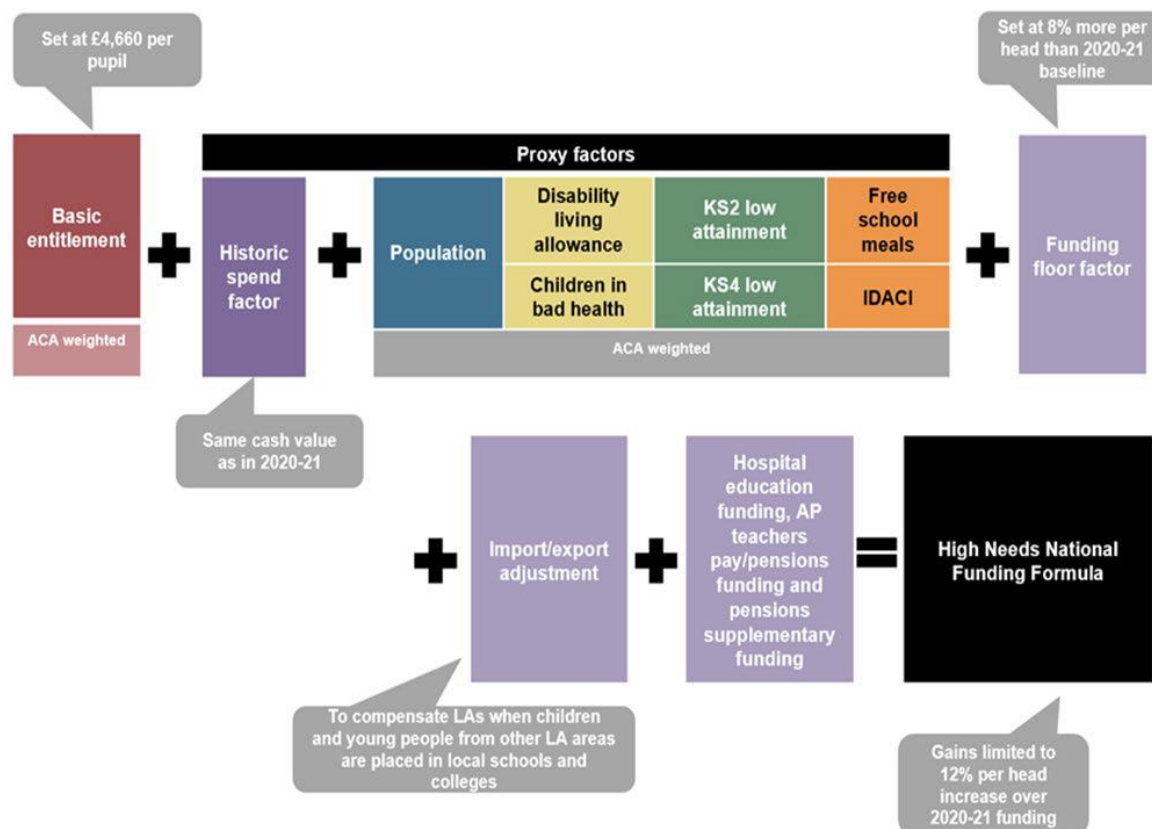 Set at £4,660 per
pupil
Set at 8% more per
head than 2020-21
baseline
Proxy factors
Basic
entitlement
ACA weighted
Historic
spend
factor
Population
Disability
living
allowance
Children in
bad health
KS2 low
attainment
KS4 low
attainment
Free
school
meals
IDACI
ACA weighted
Funding
floor factor
Same cash value
as in 2020-21
Import/export
adjustment
Hospital
education
funding, AP
teachers
pay/pensions
funding and
pensions
supplementary
funding
High Needs National
Funding Formula
To compensate LAs when children
and young people from other LA areas
are placed in local schools and
colleges
Gains limited to
12% per head
increase over
2020-21 funding